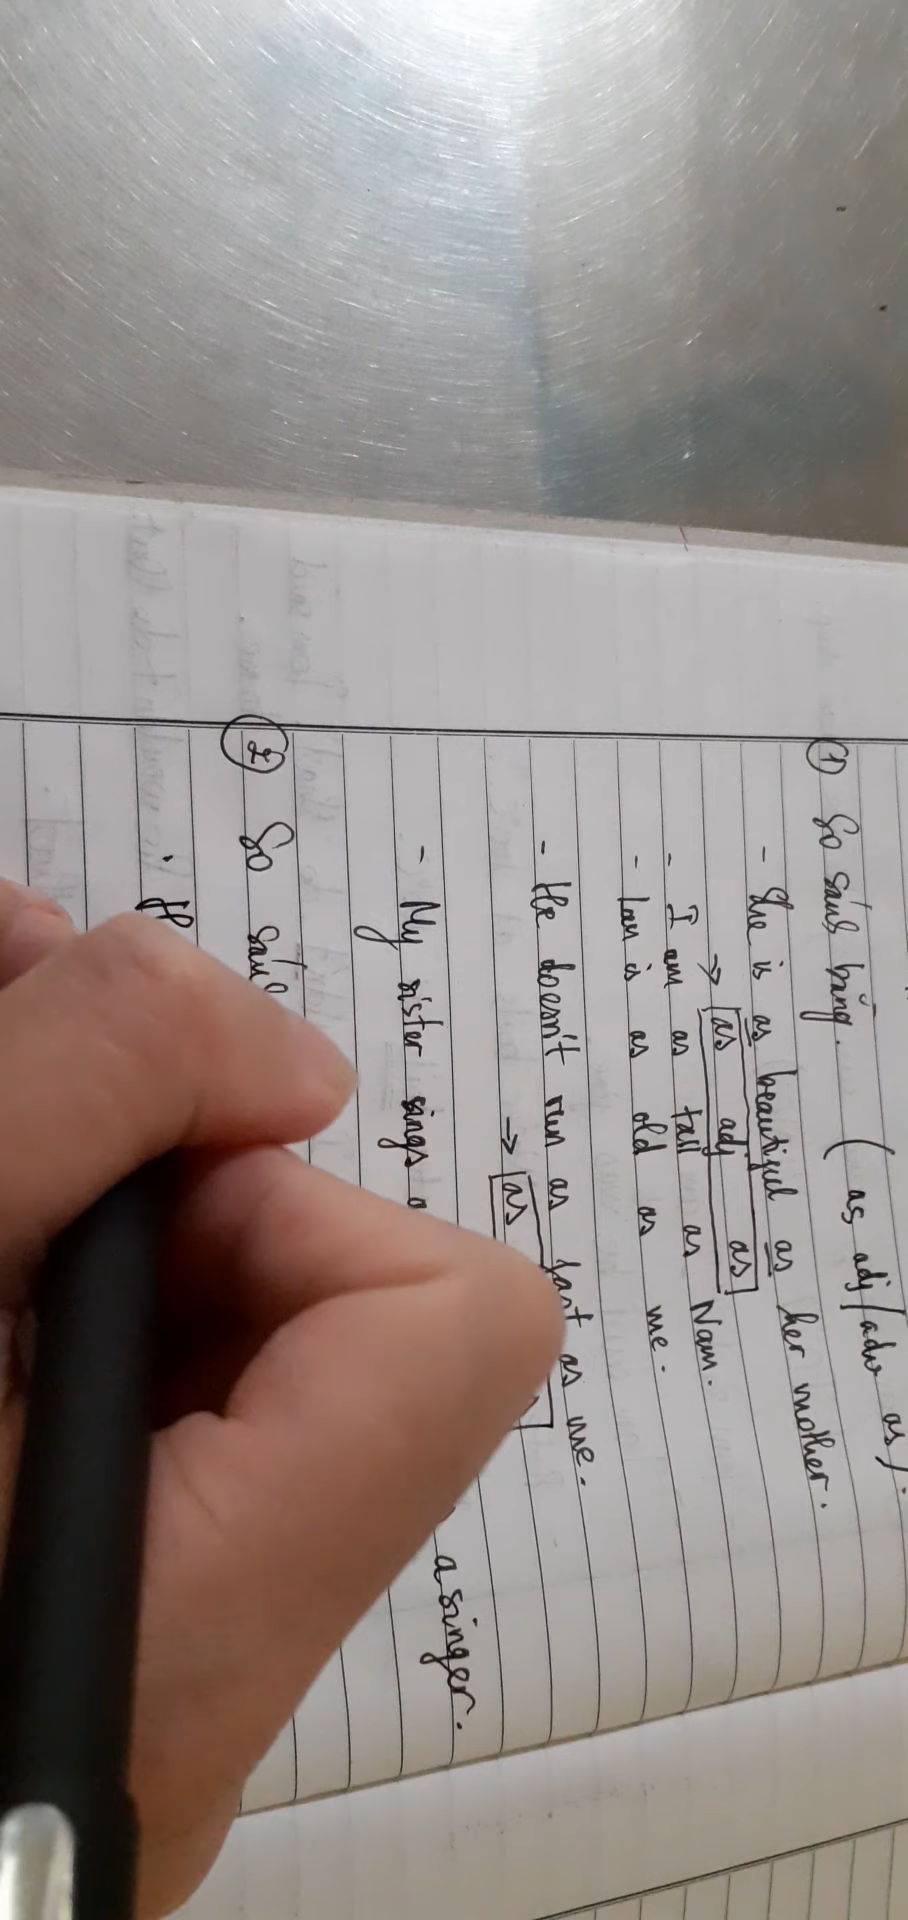 ① So sánh bằng. (as adj/adv as).
- She is as beautiful as her mother.
→ as adj as
- I am as tall as Nam.
- Lan is as old as me.
- He doesn't run as fast as me.
→ as
- My sister sings a singer.
② So sán